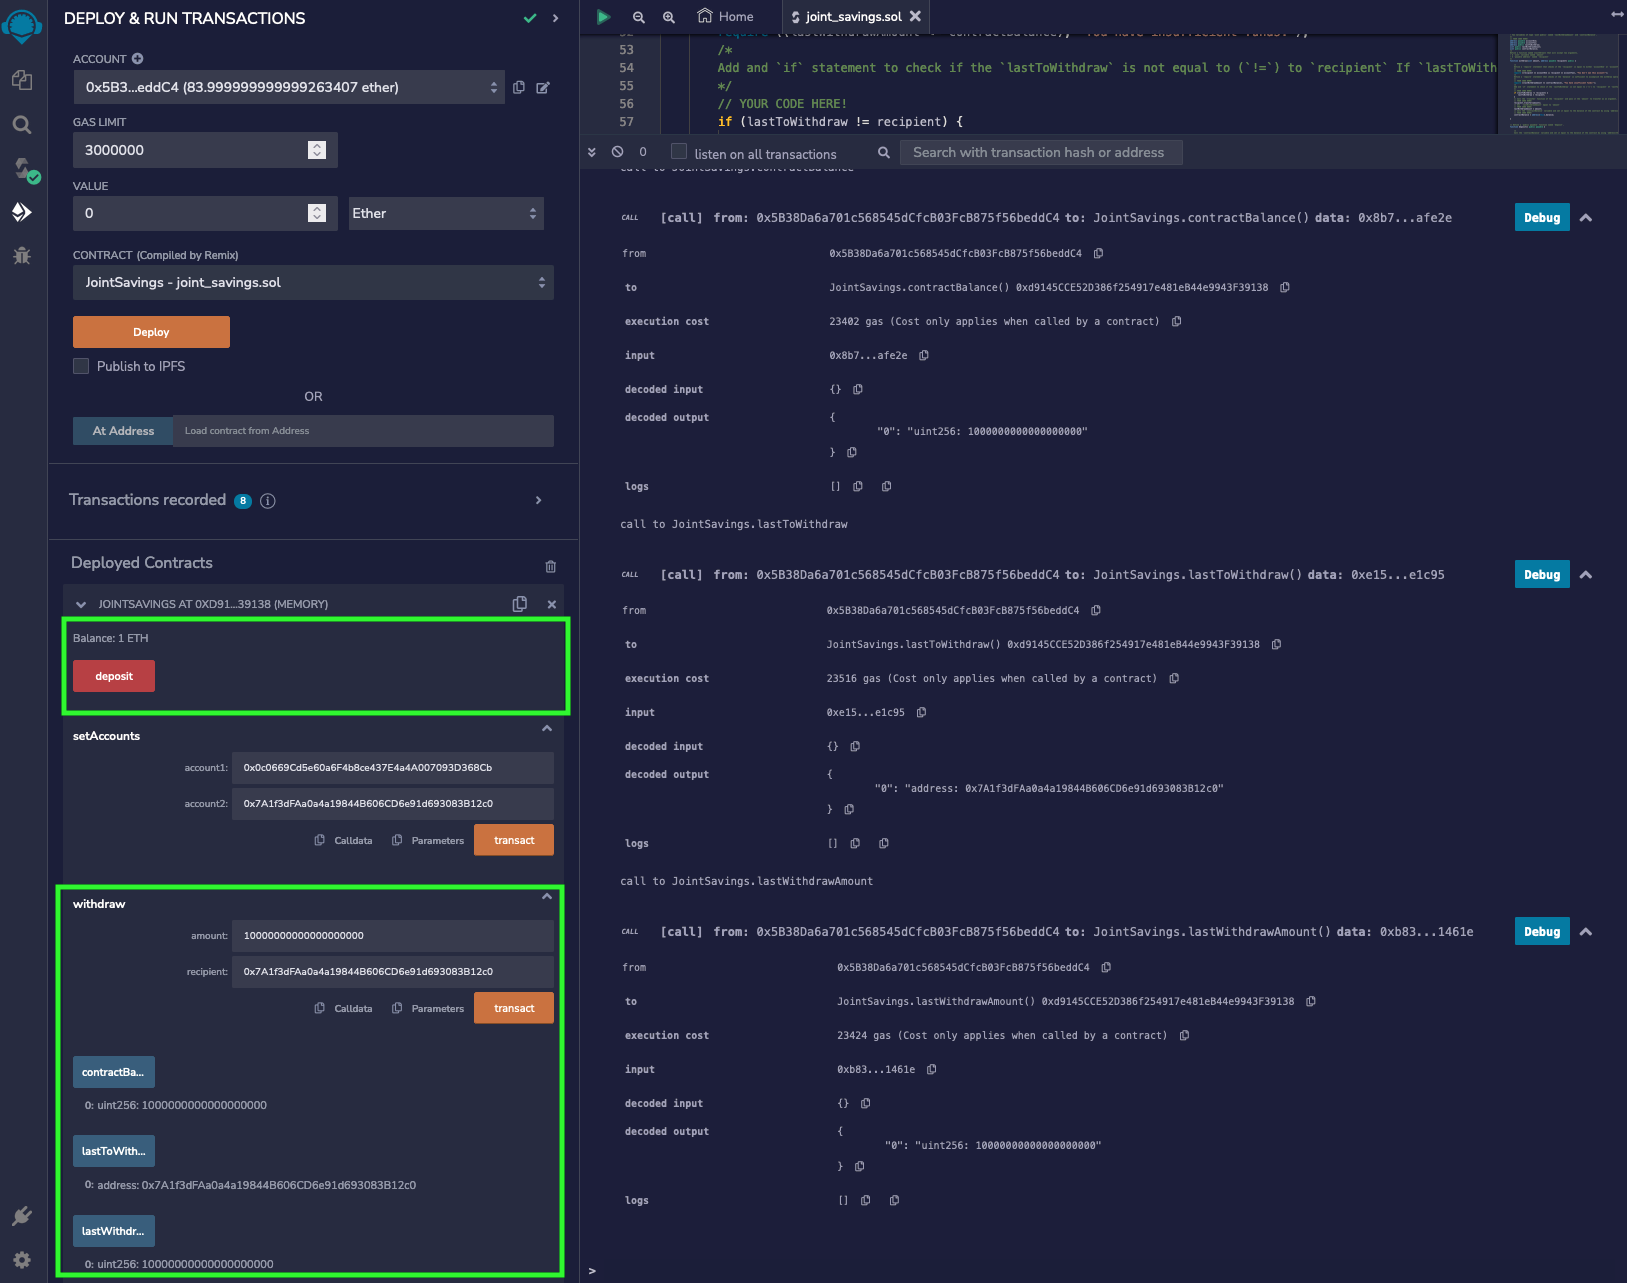 DEPLOY & RUN TRANSACTIONS
ACCOUNT
0x5B3...eddC4 (83.999999999999263407 ether)
GAS LIMIT
3000000
VALUE
0
Ether
CONTRACT (Compiled by Remix)
JointSavings - joint_savings.sol
Deploy
Publish to IPFS
OR
At Address
Load contract from Address
Transactions recorded 8 i
Deployed Contracts
JOINTSAVINGS AT 0XD91...39138 (MEMORY)
Balance: 1 ETH
deposit
setAccounts
account1: 0x0c0669Cd5e60a6F4b8ce437E4a4A007093D368Cb
account2: 0x7A1f3dFAa0a4a19844B606CD6e91d693083B12c0
Calldata Parameters transact
withdraw
amount: 10000000000000000000
recipient: 0x7A1f3dFAa0a4a19844B606CD6e91d693083B12c0
Calldata Parameters transact
contractBa...
0: uint256: 1000000000000000000
lastToWith...
0: address: 0x7A1f3dFAa0a4a19844B606CD6e91d693083B12c0
lastWithdr...
0: uint256: 10000000000000000000
Home joint_savings.sol
53 /*
54 Add and `if` statement to check if the `lastToWithdraw` is not equal to (`!=`) to `recipient` If `lastToWith
55 */
56 // YOUR CODE HERE!
57 if (lastToWithdraw != recipient) {
0 listen on all transactions Search with transaction hash or address
call to JointSavings.contractBalance
CALL [call] from: 0x5B38Da6a701c568545dCfcB03FcB875f56beddC4 to: JointSavings.contractBalance() data: 0x8b7...afe2e Debug
from 0x5B38Da6a701c568545dCfcB03FcB875f56beddC4
to JointSavings.contractBalance() 0xd9145CCE52D386f254917e481eB44e9943F39138
execution cost 23402 gas (Cost only applies when called by a contract)
input 0x8b7...afe2e
decoded input {}
decoded output {
"0": "uint256: 1000000000000000000"
}
logs []
call to JointSavings.lastToWithdraw
CALL [call] from: 0x5B38Da6a701c568545dCfcB03FcB875f56beddC4 to: JointSavings.lastToWithdraw() data: 0xe15...e1c95 Debug
from 0x5B38Da6a701c568545dCfcB03FcB875f56beddC4
to JointSavings.lastToWithdraw() 0xd9145CCE52D386f254917e481eB44e9943F39138
execution cost 23516 gas (Cost only applies when called by a contract)
input 0xe15...e1c95
decoded input {}
decoded output {
"0": "address: 0x7A1f3dFAa0a4a19844B606CD6e91d693083B12c0"
}
logs []
call to JointSavings.lastWithdrawAmount
CALL [call] from: 0x5B38Da6a701c568545dCfcB03FcB875f56beddC4 to: JointSavings.lastWithdrawAmount() data: 0xb83...1461e Debug
from 0x5B38Da6a701c568545dCfcB03FcB875f56beddC4
to JointSavings.lastWithdrawAmount() 0xd9145CCE52D386f254917e481eB44e9943F39138
execution cost 23424 gas (Cost only applies when called by a contract)
input 0xb83...1461e
decoded input {}
decoded output {
"0": "uint256: 10000000000000000000"
}
logs []
>